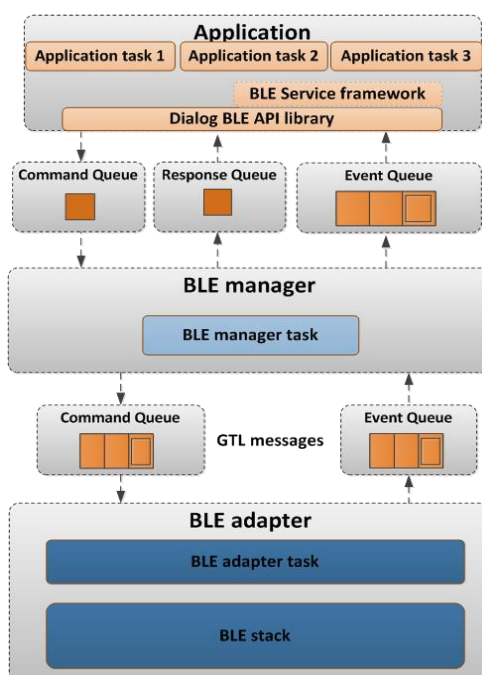 Application
Application task 1
Application task 2
Application task 3
BLE Service framework
Dialog BLE API library
Command Queue
Response Queue
Event Queue
BLE manager
BLE manager task
Command Queue
GTL messages
Event Queue
BLE adapter
BLE adapter task
BLE stack